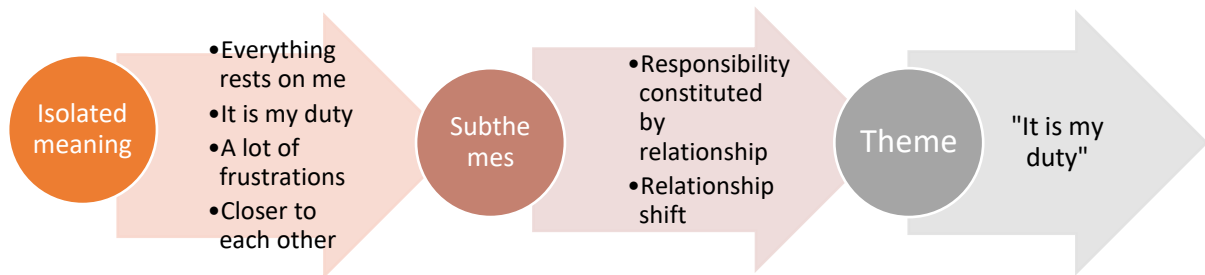 Isolated
meaning
•Everything
rests on me
•It is my duty
•A lot of
frustrations
•Closer to
each other
Subthe
mes
•Responsibility
constituted
by
relationship
•Relationship
shift
Theme
"It is my
duty"